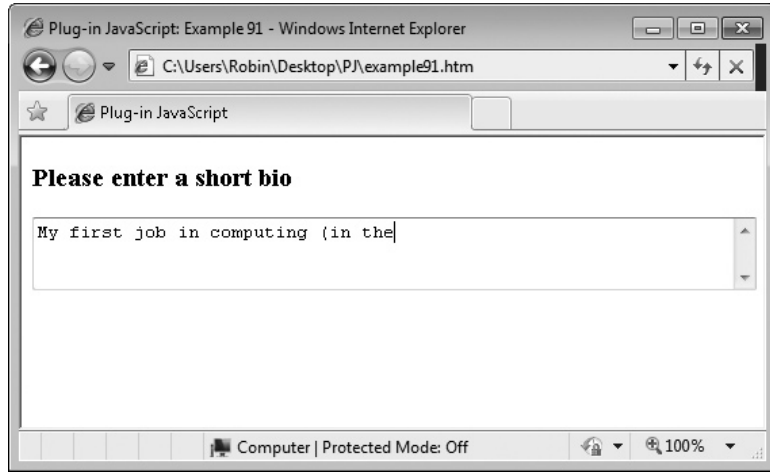 Plug-in JavaScript: Example 91 - Windows Internet Explorer
C:\Users\Robin\Desktop\PJ\example91.htm
Plug-in JavaScript
Please enter a short bio
My first job in computing (in the
Computer | Protected Mode: Off
100%